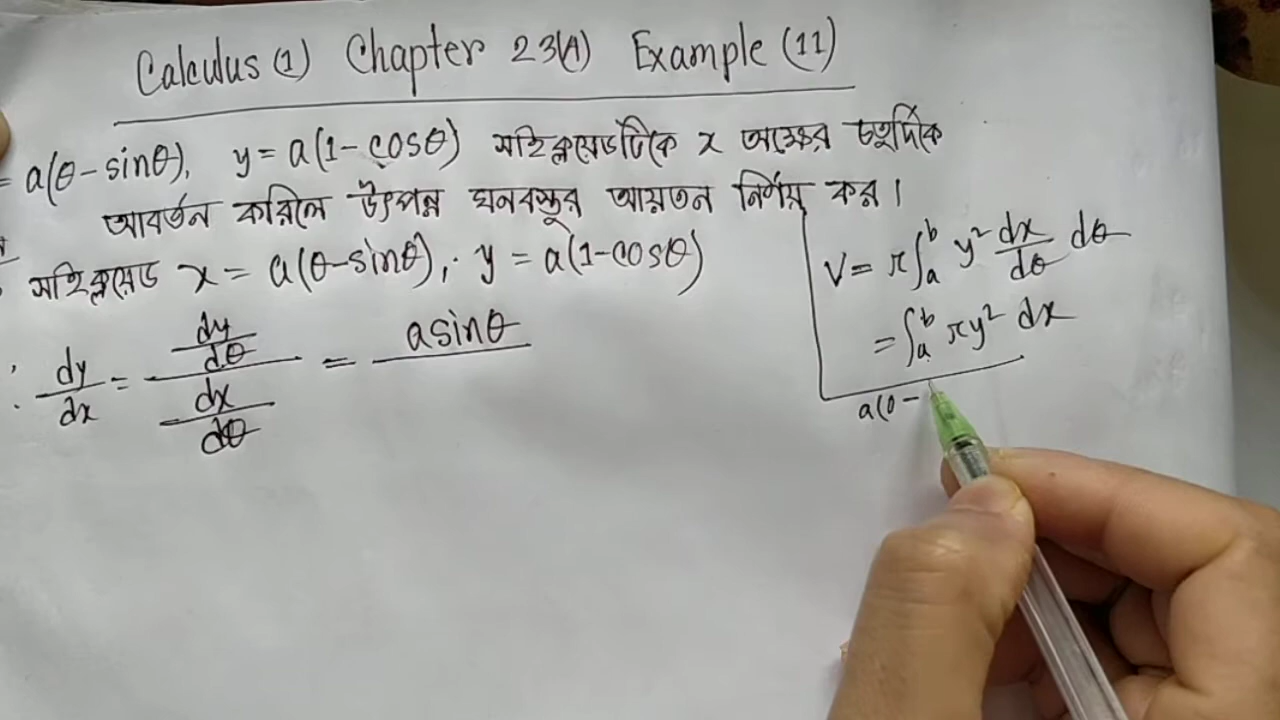 Calculus (1) Chapter 23(A) Example (11)
= a(θ-sinθ), y = a(1-cosθ) সাইক্লয়েডটিকে x অক্ষের চতুর্দিকে
আবর্তন করিলে উৎপন্ন ঘনবস্তুর আয়তন নির্ণয় কর।
সাইক্লয়েড x = a(θ-sinθ), y = a(1-cosθ)
∴ dy/dx = (dy/dθ)/(dx/dθ) = a sinθ
V = π∫ₐᵇ y² dx/dθ dθ
= ∫ₐᵇ πy² dx
a(θ -